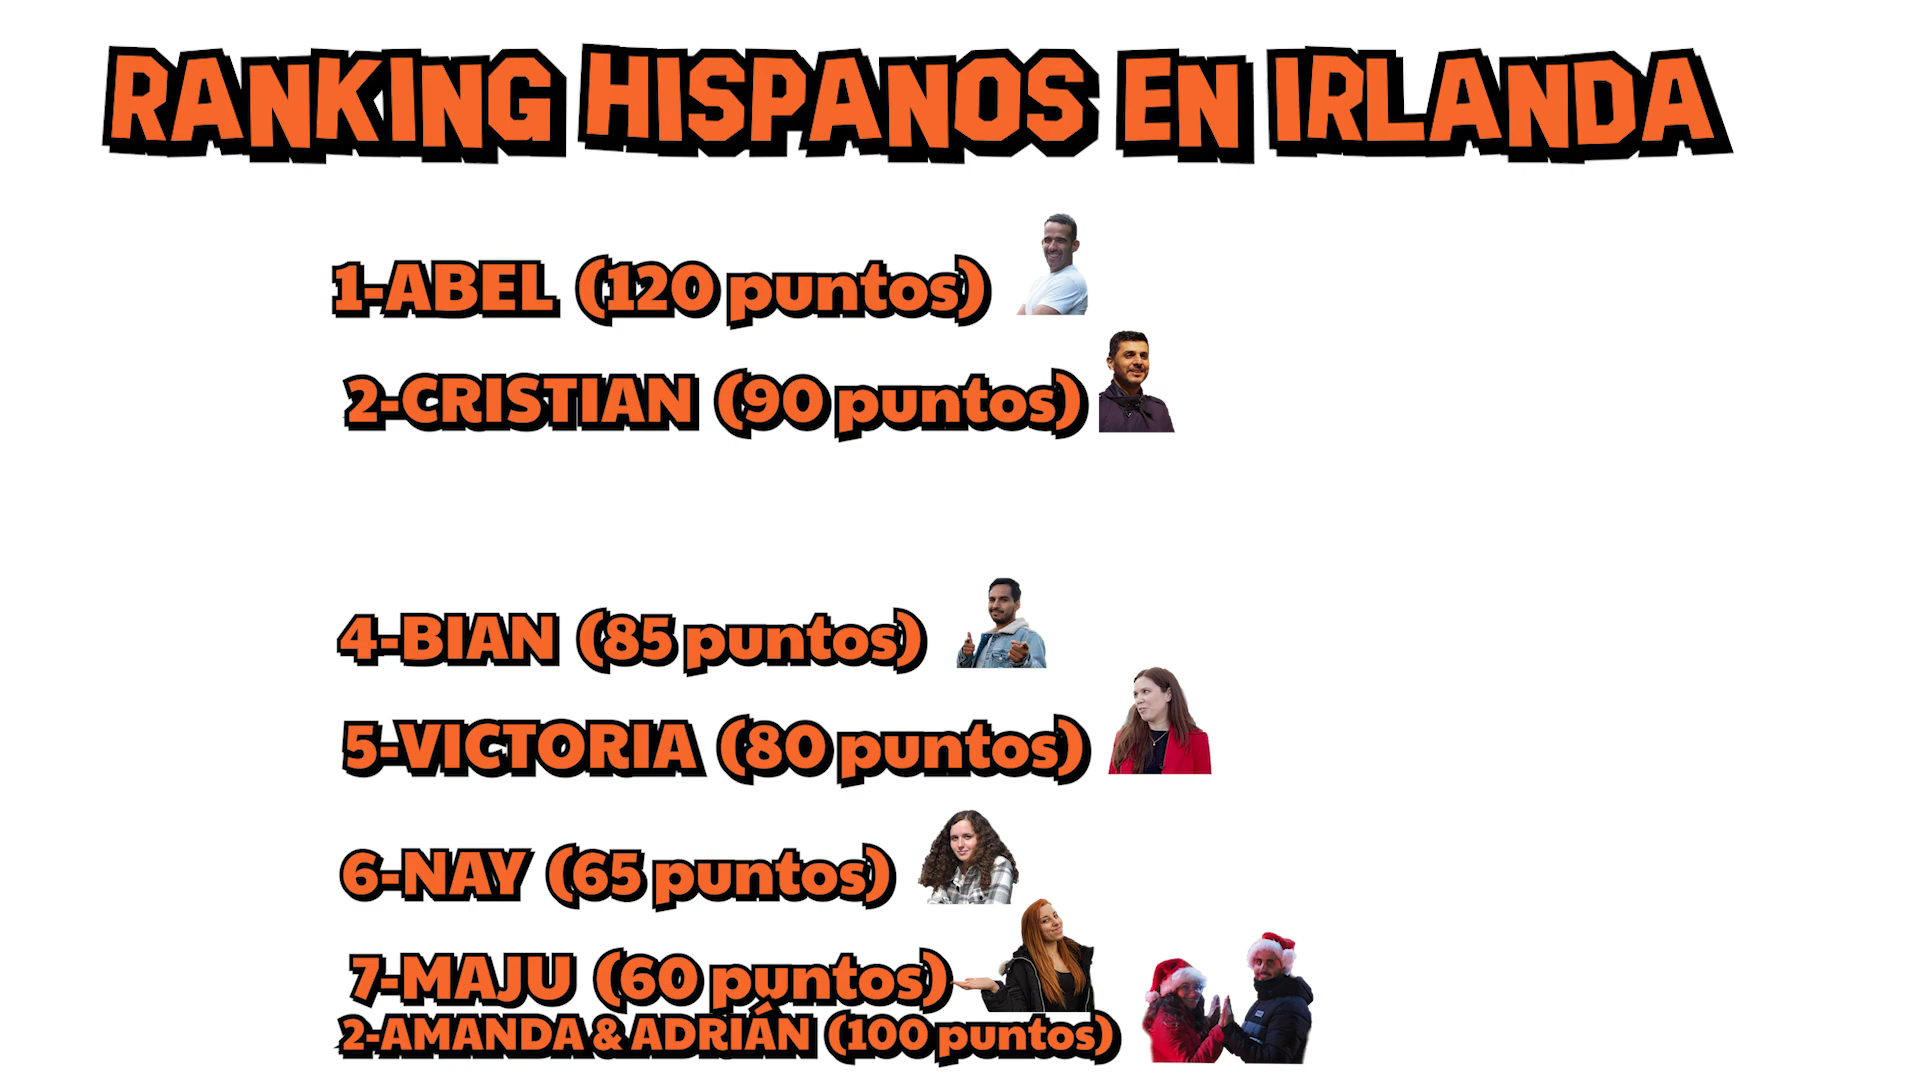 RANKING HISPANOS EN IRLANDA
1-ABEL (120 puntos)
2-CRISTIAN (90 puntos)
4-BIAN (85 puntos)
5-VICTORIA (80 puntos)
6-NAY (65 puntos)
7-MAJU (60 puntos)
2-AMANDA & ADRIÁN (100 puntos)